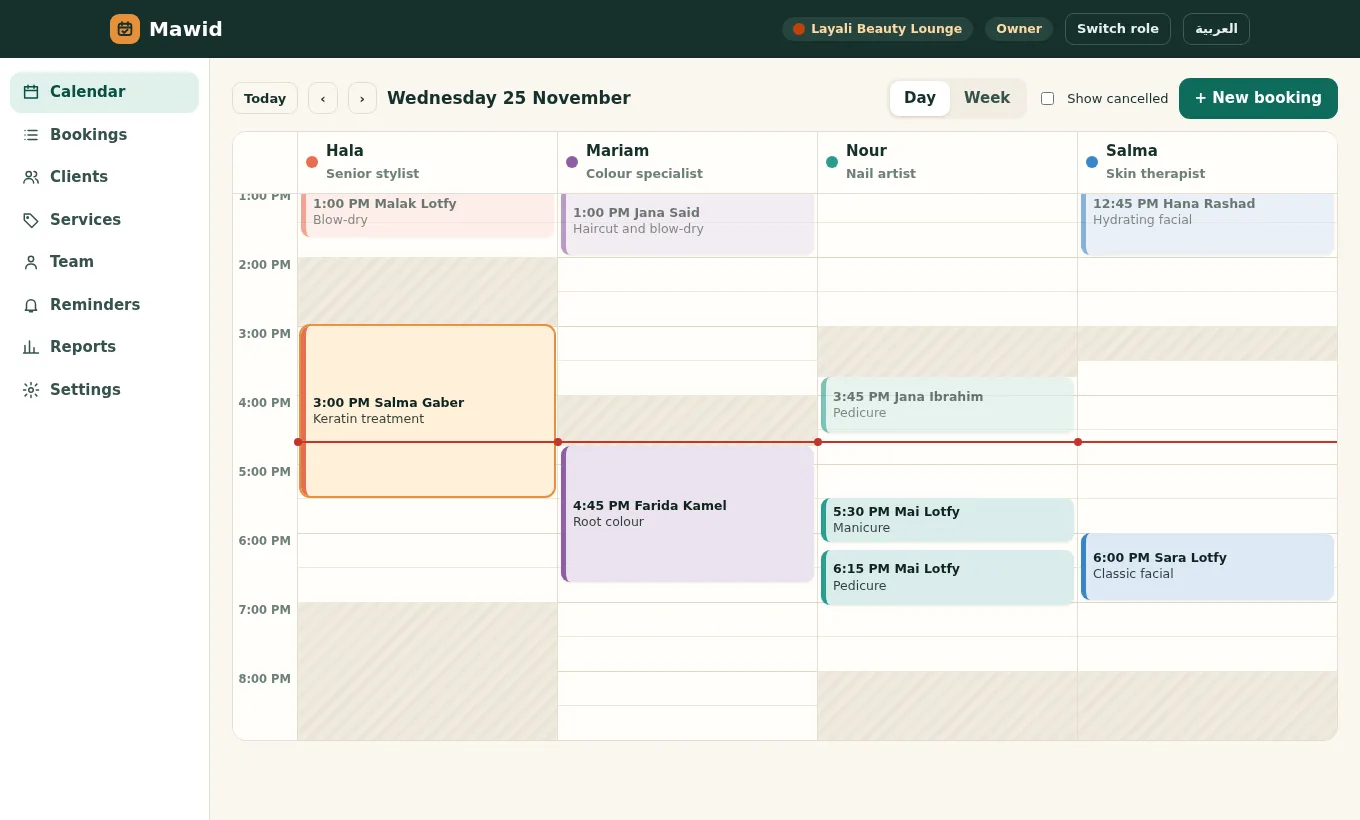 Mawid
Layali Beauty Lounge
Owner
Switch role
العربية
Calendar
Bookings
Clients
Services
Team
Reminders
Reports
Settings
Today
‹
›
Wednesday 25 November
Day
Week
Show cancelled
+ New booking
Hala
Senior stylist
Mariam
Colour specialist
Nour
Nail artist
Salma
Skin therapist
1:00 PM
2:00 PM
3:00 PM
4:00 PM
5:00 PM
6:00 PM
7:00 PM
8:00 PM
1:00 PM Malak Lotfy
Blow-dry
3:00 PM Salma Gaber
Keratin treatment
1:00 PM Jana Said
Haircut and blow-dry
4:45 PM Farida Kamel
Root colour
3:45 PM Jana Ibrahim
Pedicure
5:30 PM Mai Lotfy
Manicure
6:15 PM Mai Lotfy
Pedicure
12:45 PM Hana Rashad
Hydrating facial
6:00 PM Sara Lotfy
Classic facial